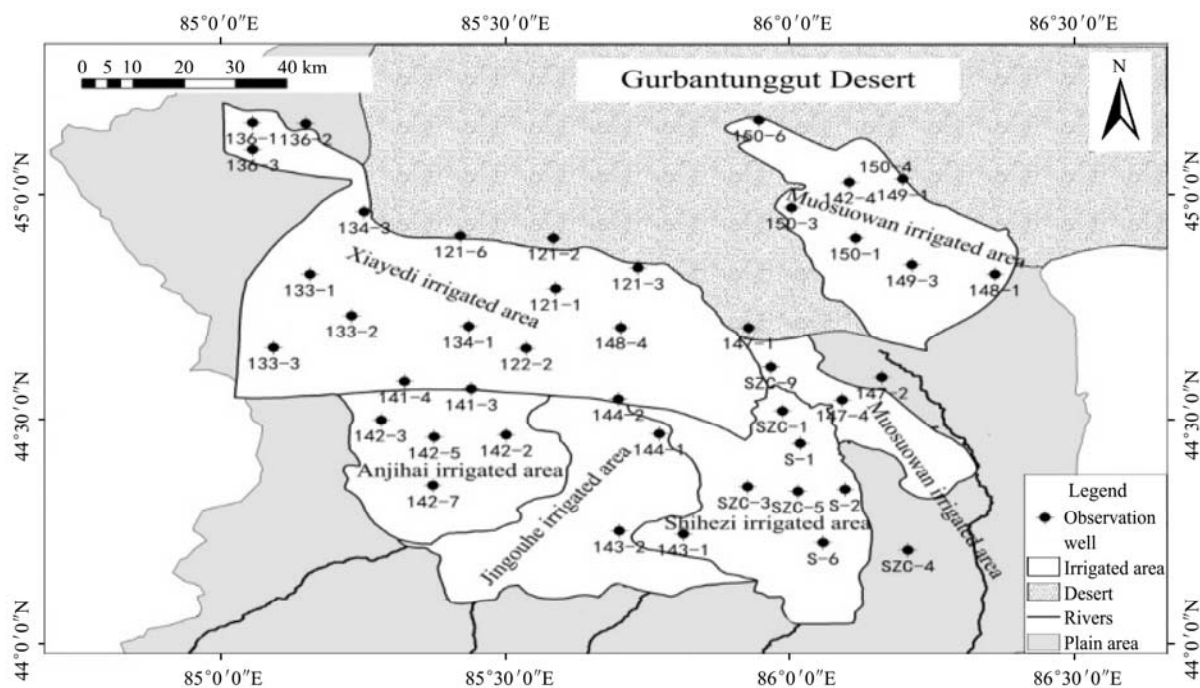 85°0′0″E 85°30′0″E 86°0′0″E 86°30′0″E
0 5 10 20 30 40 km
Gurbantunggut Desert
N
136-1 136-2
136-3
150-6
150-4
142-4 149-1
Muosuowan irrigated area
150-3
134-3
121-6 121-2
150-1
121-3
149-3
148-1
133-1
Xiayedi irrigated area
121-1
133-2
134-1
148-4
147-1
133-3
122-2
SZC-9
147-2
141-4
141-3
144-2
147-4
SZC-1
142-3
142-5 142-2
144-1
S-1
Muosuowan irrigated area
Anjihai irrigated area
142-7
Jingouhe irrigated area
SZC-3 SZC-5 S-2
Shihezi irrigated area
143-2 143-1
S-6
SZC-4
Legend
Observation
well
Irrigated area
Desert
Rivers
Plain area
45°0′0″N
44°30′0″N
44°0′0″N
45°0′0″N
44°30′0″N
44°0′0″N
85°0′0″E 85°30′0″E 86°0′0″E 86°30′0″E